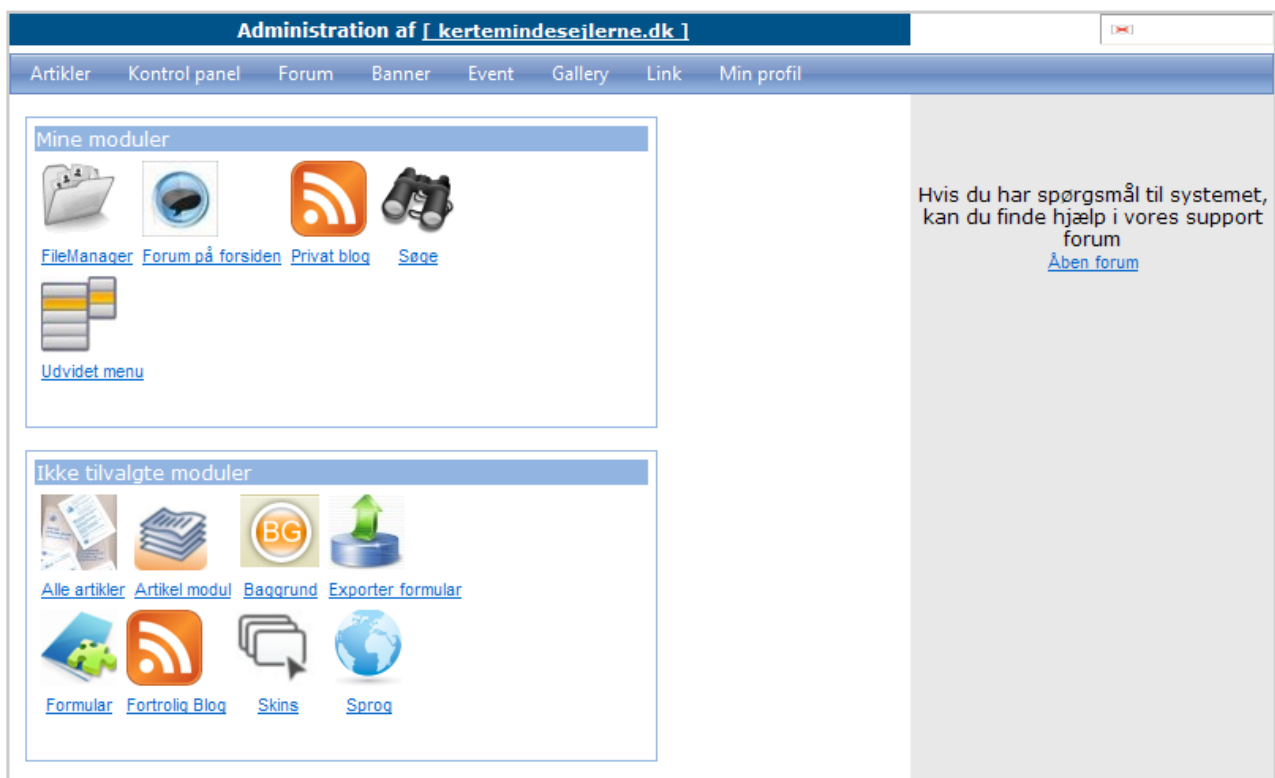 Administration af [ kertemindesejlerne.dk ]
Artikler Kontrol panel Forum Banner Event Gallery Link Min profil
Mine moduler
FileManager Forum på forsiden Privat blog Søge
Udvidet menu
Hvis du har spørgsmål til systemet,
kan du finde hjælp i vores support
forum
Åben forum
Ikke tilvalgte moduler
BG
Alle artikler Artikel modul Baggrund Exporter formular
Formular Fortrolig Blog Skins Sprog